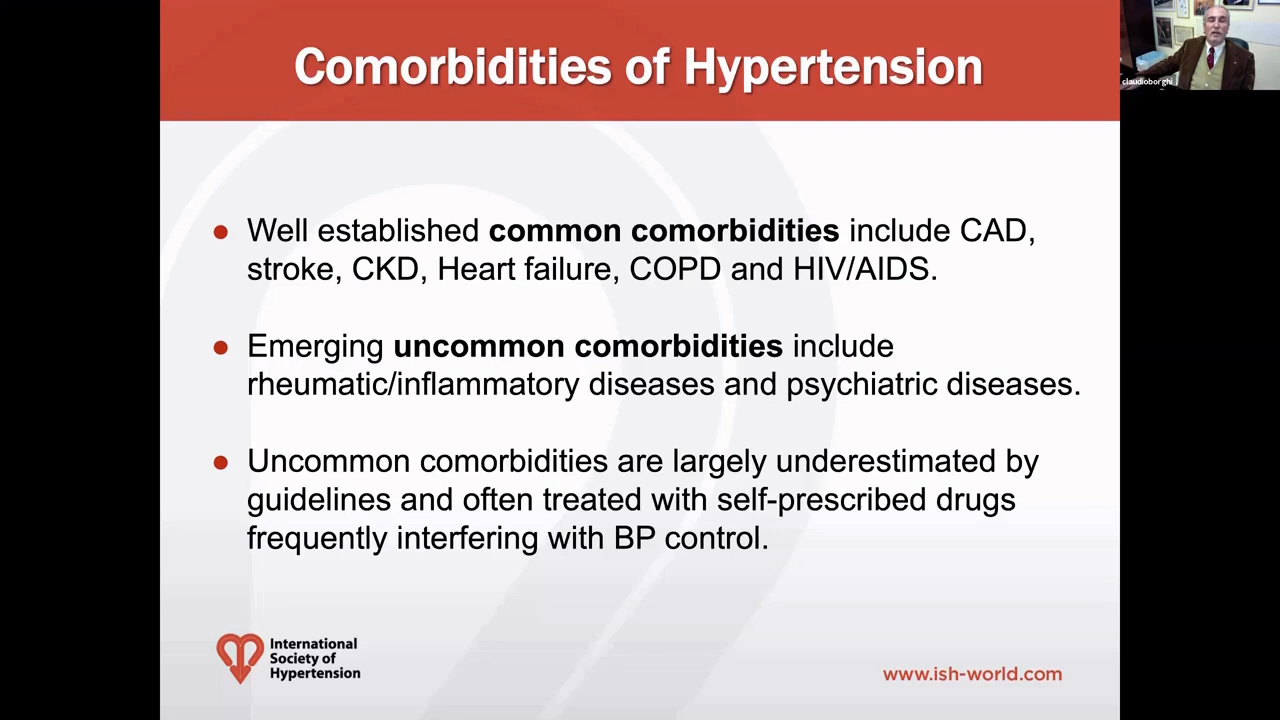 Comorbidities of Hypertension
claudioborghi
● Well established common comorbidities include CAD,
stroke, CKD, Heart failure, COPD and HIV/AIDS.
● Emerging uncommon comorbidities include
rheumatic/inflammatory diseases and psychiatric diseases.
● Uncommon comorbidities are largely underestimated by
guidelines and often treated with self-prescribed drugs
frequently interfering with BP control.
International
Society of
Hypertension
www.ish-world.com